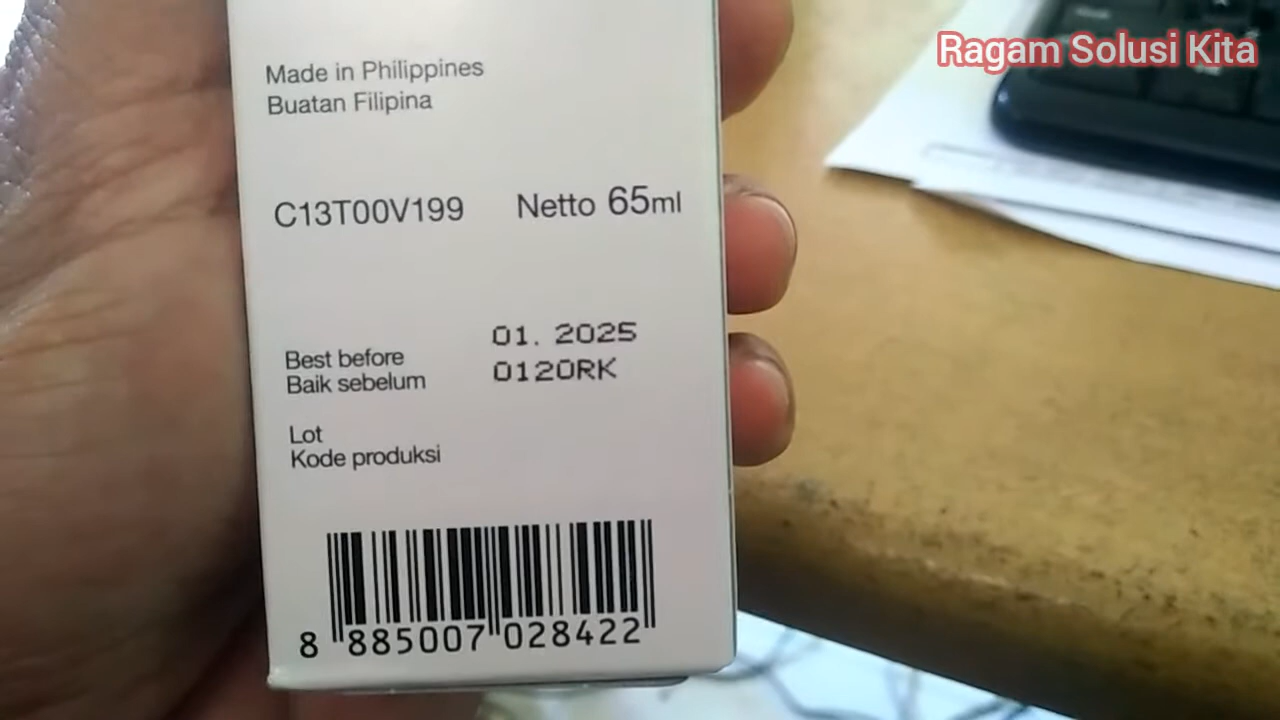 Ragam Solusi Kita
Made in Philippines
Buatan Filipina
C13T00V199 Netto 65ml
01. 2025
Best before
Baik sebelum
0120RK
Lot
Kode produksi
8 885007 028422